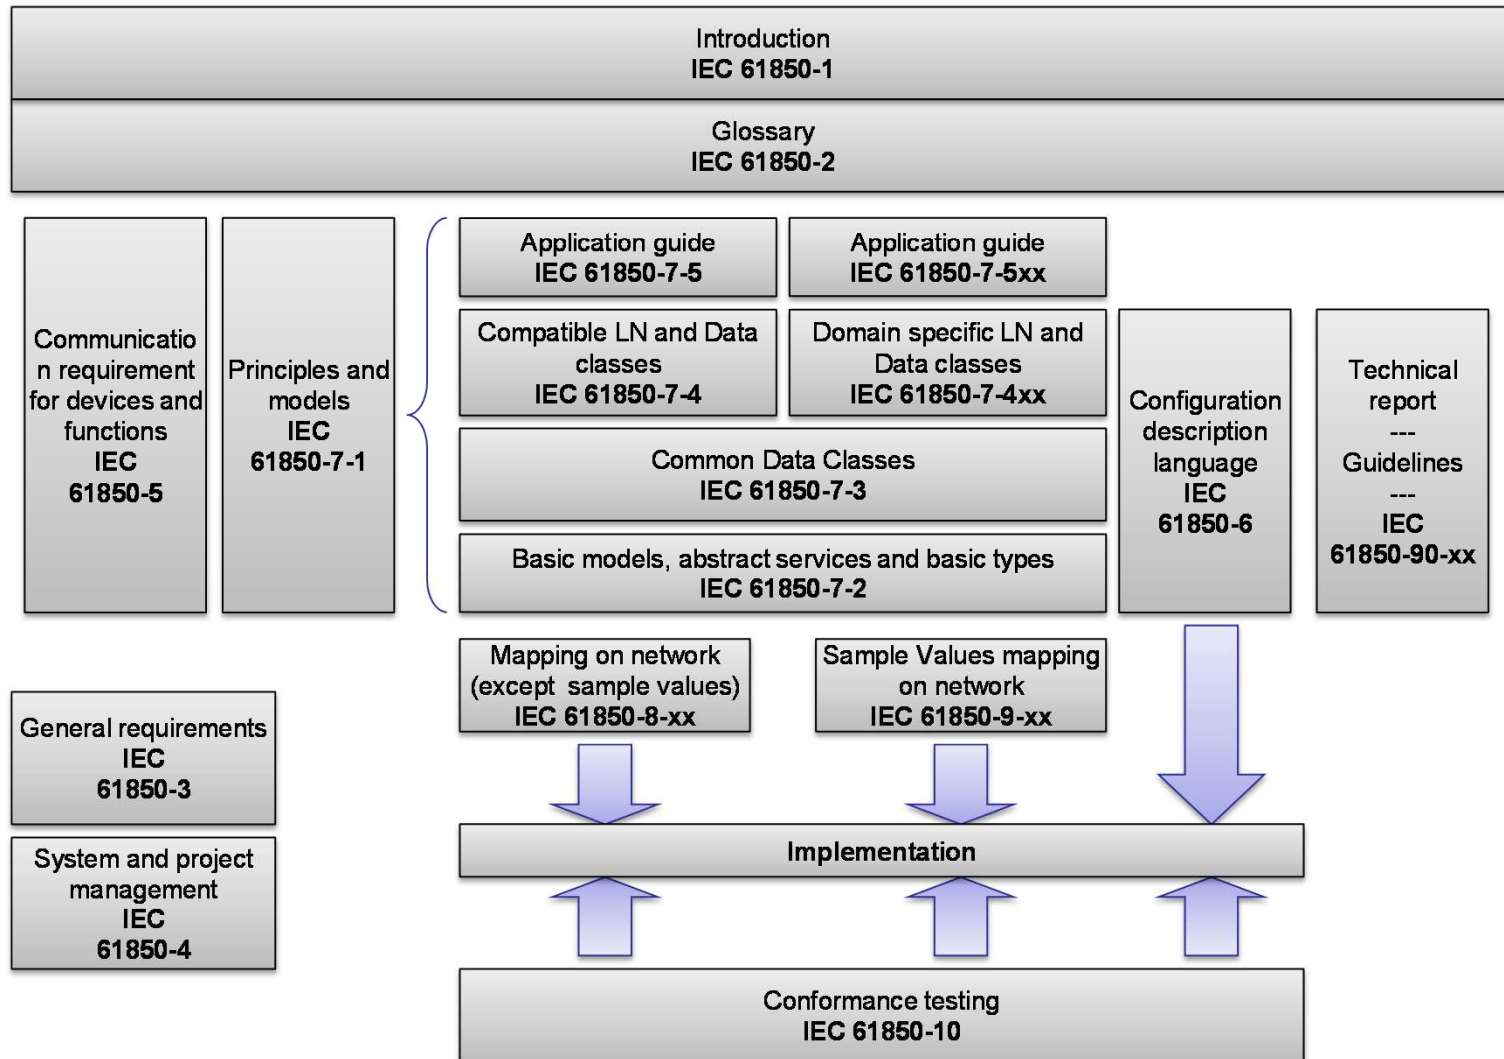 Introduction
IEC 61850-1
Glossary
IEC 61850-2
Communicatio
n requirement
for devices and
functions
IEC
61850-5
Principles and
models
IEC
61850-7-1
Application guide
IEC 61850-7-5
Application guide
IEC 61850-7-5xx
Compatible LN and Data
classes
IEC 61850-7-4
Domain specific LN and
Data classes
IEC 61850-7-4xx
Common Data Classes
IEC 61850-7-3
Basic models, abstract services and basic types
IEC 61850-7-2
Configuration
description
language
IEC
61850-6
Technical
report
---
Guidelines
---
IEC
61850-90-xx
Mapping on network
(except sample values)
IEC 61850-8-xx
Sample Values mapping
on network
IEC 61850-9-xx
General requirements
IEC
61850-3
System and project
management
IEC
61850-4
Implementation
Conformance testing
IEC 61850-10